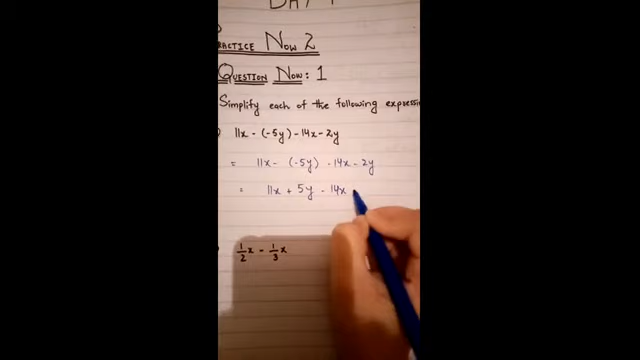 DAY
PRACTICE NOW 2
QUESTION NOW: 1
Simplify each of the following
11x - (-5y) - 14x - 2y
= 11x - (-5y) - 14x - 2y
= 11x + 5y - 14x
1/2 x - 1/3 x